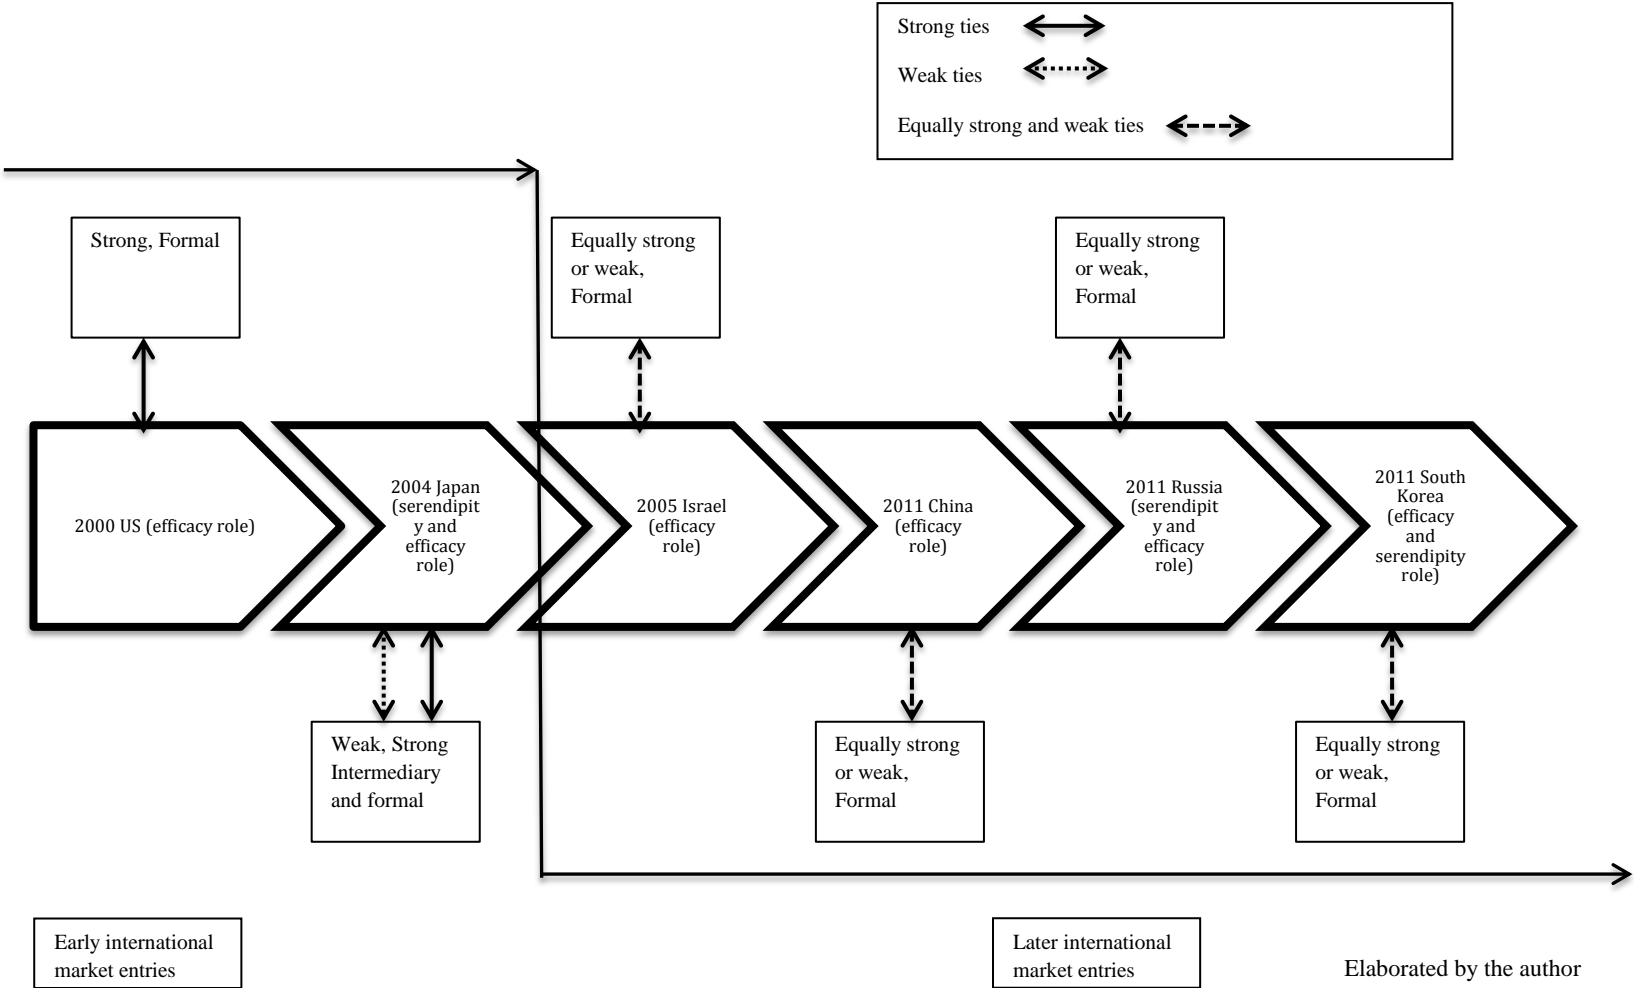 Strong ties
Weak ties
Equally strong and weak ties
Strong, Formal
Equally strong
or weak,
Formal
Equally strong
or weak,
Formal
2000 US (efficacy role)
2004 Japan
(serendipit
y and
efficacy
role)
2005 Israel
(efficacy
role)
2011 China
(efficacy
role)
2011 Russia
(serendipit
y and
efficacy
role)
2011 South
Korea
(efficacy
and
serendipity
role)
Weak, Strong
Intermediary
and formal
Equally strong
or weak,
Formal
Equally strong
or weak,
Formal
Early international
market entries
Later international
market entries
Elaborated by the author